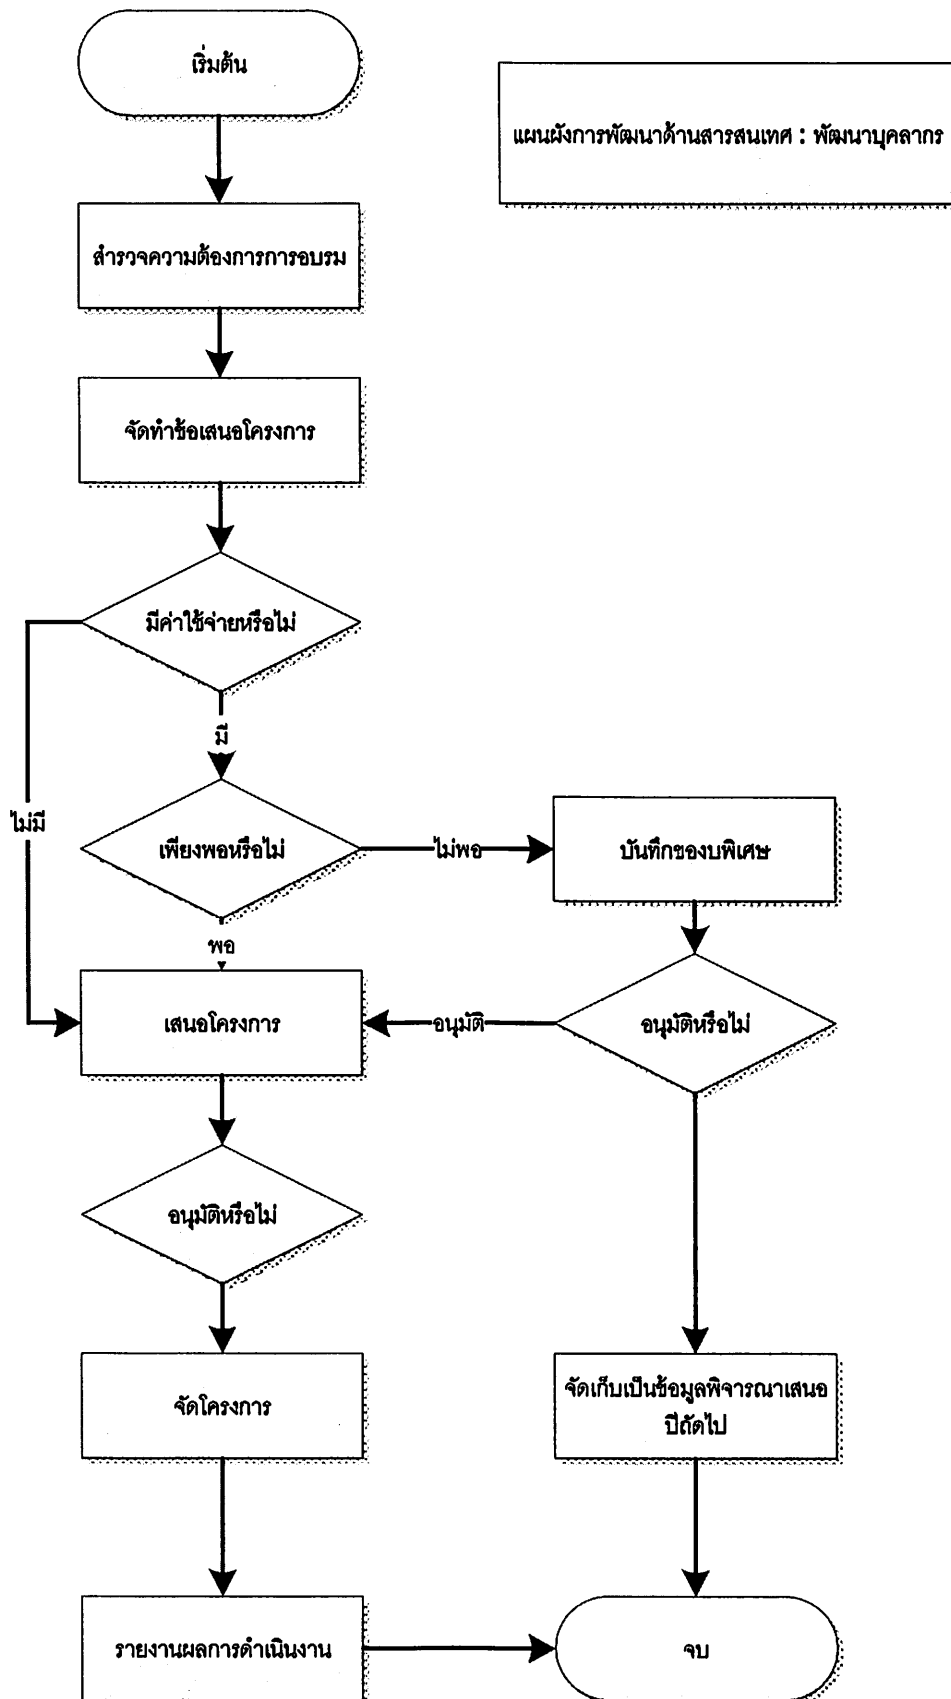 เริ่มต้น
แผนผังการพัฒนาด้านสารสนเทศ : พัฒนาบุคลากร
สำรวจความต้องการการอบรม
จัดทำข้อเสนอโครงการ
มีค่าใช้จ่ายหรือไม่
มี
ไม่มี
เพียงพอหรือไม่
ไม่พอ
บันทึกของบพิเศษ
พอ
เสนอโครงการ
อนุมัติ
อนุมัติหรือไม่
อนุมัติหรือไม่
จัดโครงการ
จัดเก็บเป็นข้อมูลพิจารณาเสนอ
ปีถัดไป
รายงานผลการดำเนินงาน
จบ